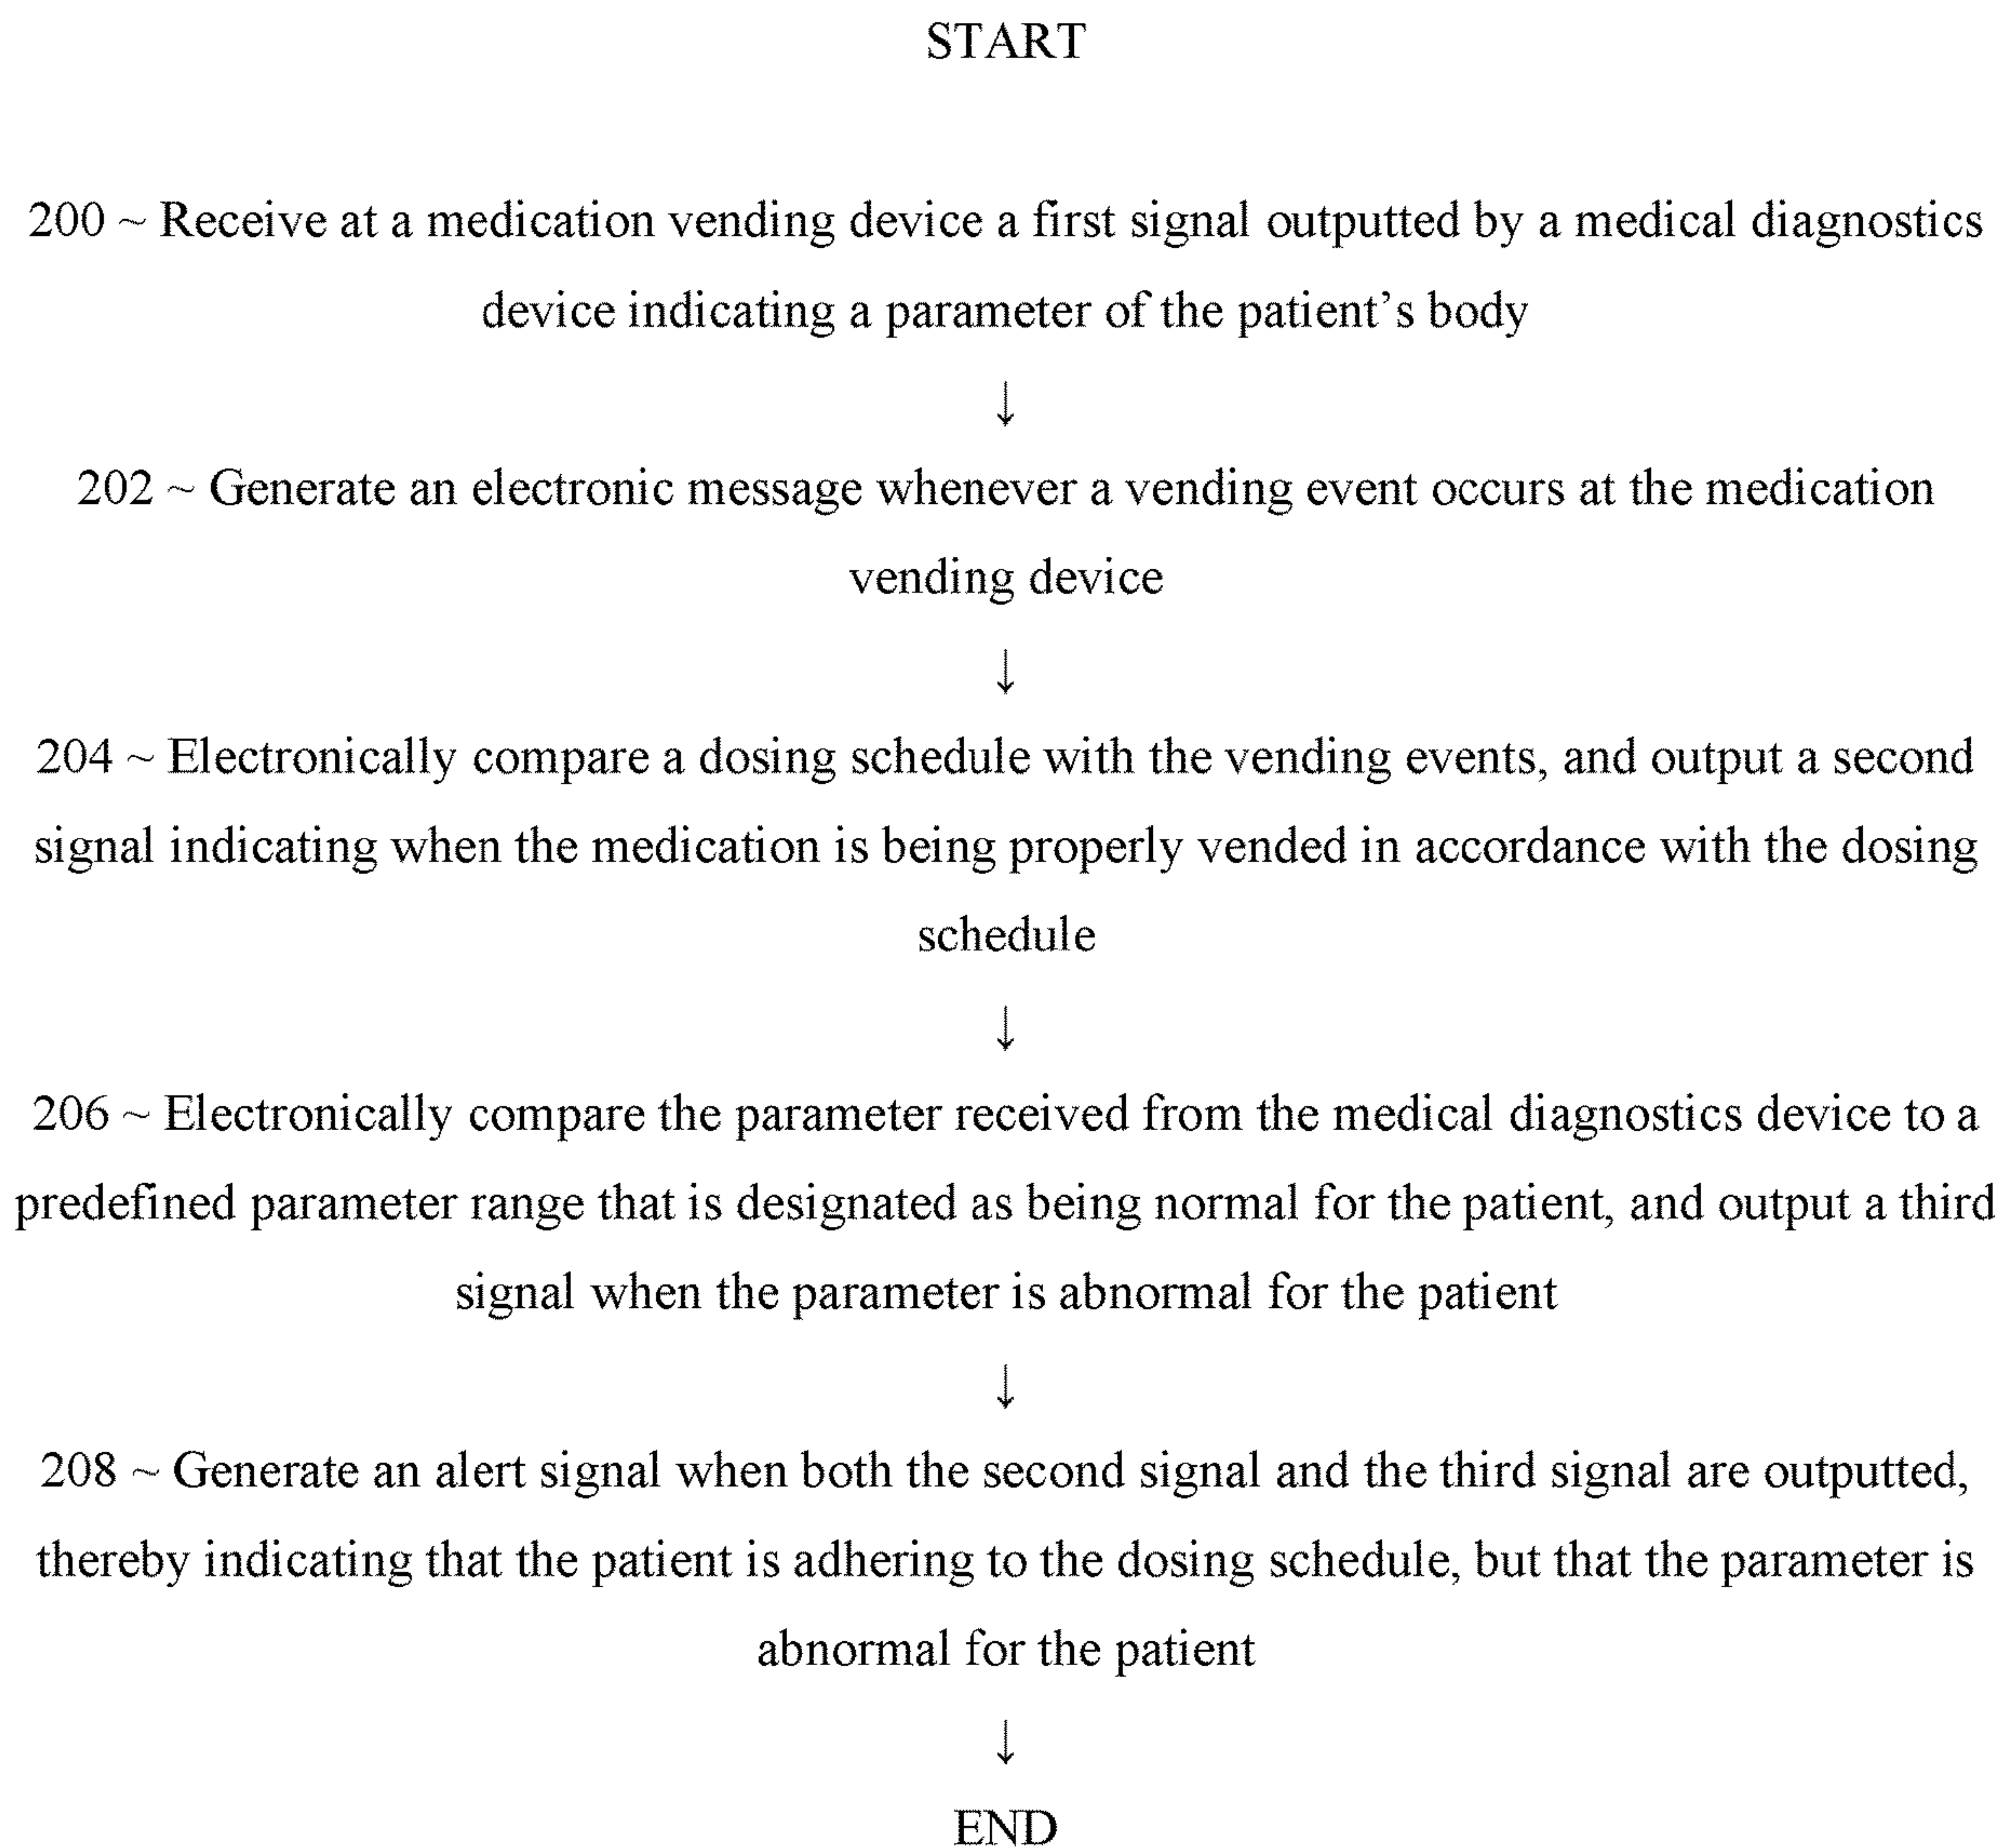 START
200 ~ Receive at a medication vending device a first signal outputted by a medical diagnostics
device indicating a parameter of the patient’s body
↓
202 ~ Generate an electronic message whenever a vending event occurs at the medication
vending device
↓
204 ~ Electronically compare a dosing schedule with the vending events, and output a second
signal indicating when the medication is being properly vended in accordance with the dosing
schedule
↓
206 ~ Electronically compare the parameter received from the medical diagnostics device to a
predefined parameter range that is designated as being normal for the patient, and output a third
signal when the parameter is abnormal for the patient
↓
208 ~ Generate an alert signal when both the second signal and the third signal are outputted,
thereby indicating that the patient is adhering to the dosing schedule, but that the parameter is
abnormal for the patient
↓
END